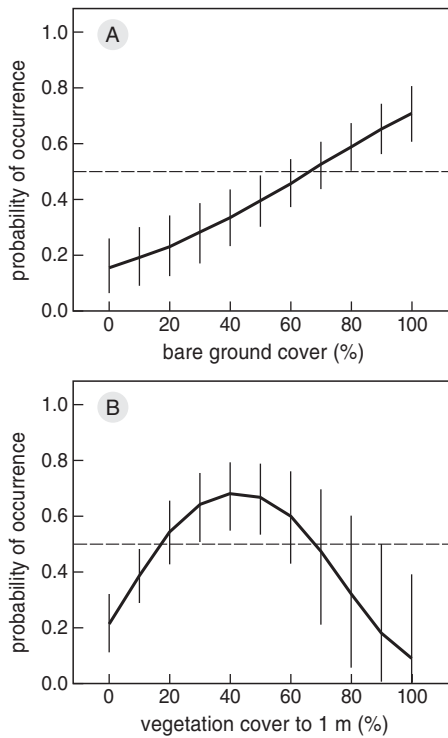 A
1.0
0.8
0.6
0.4
0.2
0.0
probability of occurrence
0 20 40 60 80 100
bare ground cover (%)
B
1.0
0.8
0.6
0.4
0.2
0.0
probability of occurrence
0 20 40 60 80 100
vegetation cover to 1 m (%)